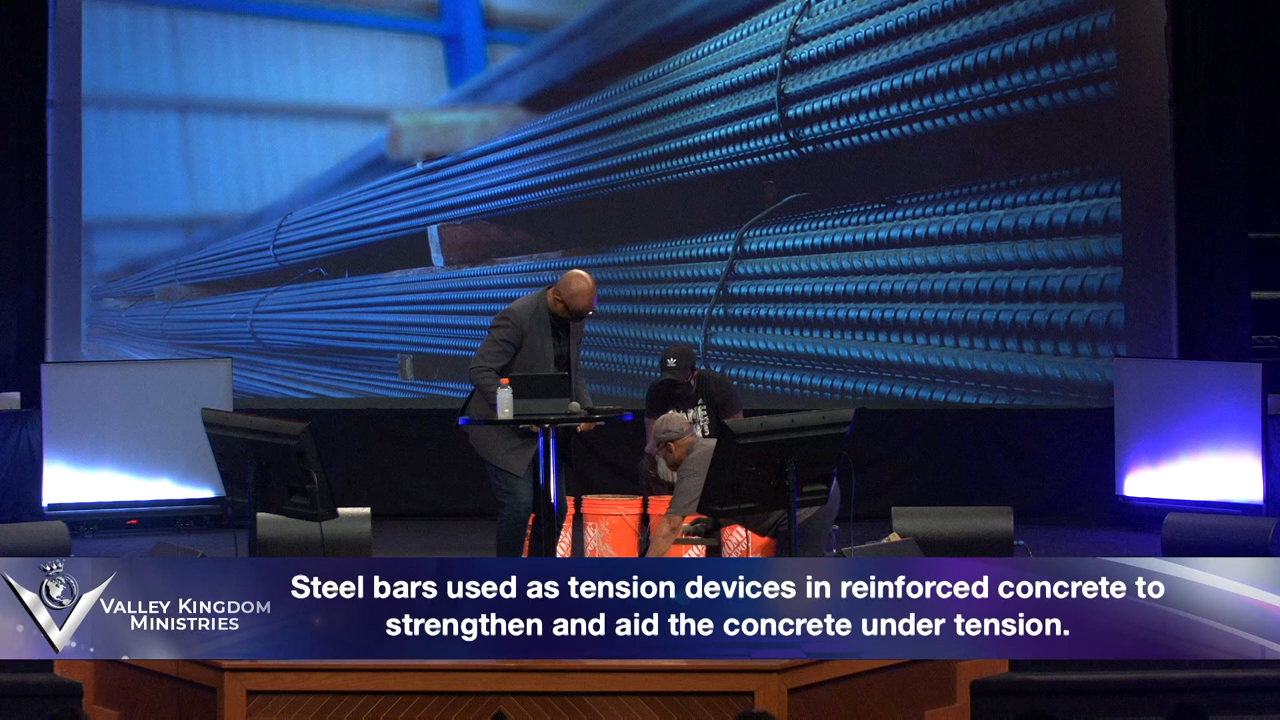 Steel bars used as tension devices in reinforced concrete to
strengthen and aid the concrete under tension.
VALLEY KINGDOM
MINISTRIES